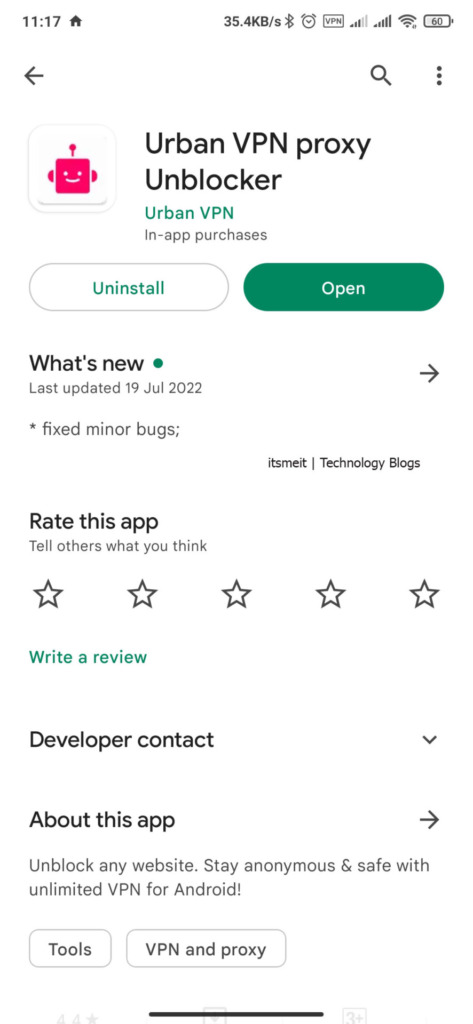 11:17 35.4KB/s VPN 60
Urban VPN proxy
Unblocker
Urban VPN
In-app purchases
Uninstall
Open
What's new
Last updated 19 Jul 2022
* fixed minor bugs;
itsmeit | Technology Blogs
Rate this app
Tell others what you think
Write a review
Developer contact
About this app
Unblock any website. Stay anonymous & safe with
unlimited VPN for Android!
Tools
VPN and proxy
4.4★ 3+